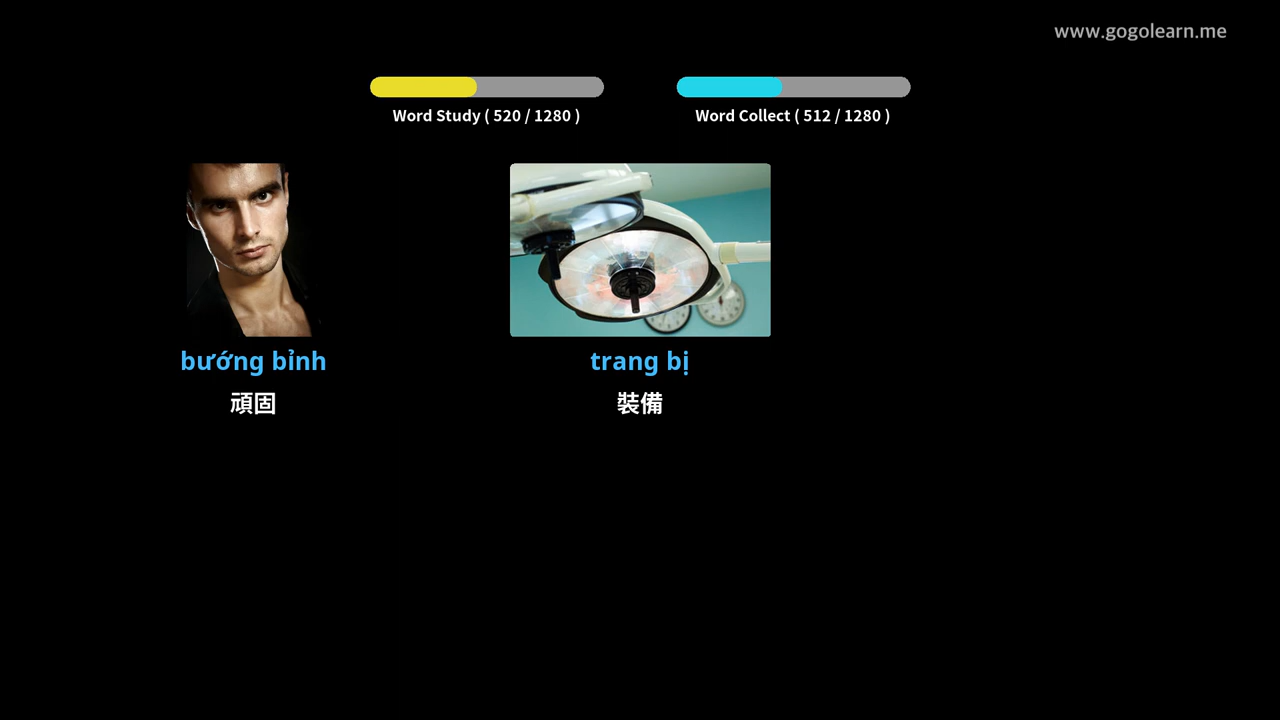 www.gogolearn.me
Word Study ( 520 / 1280 )
Word Collect ( 512 / 1280 )
bướng bỉnh
頑固
trang bị
裝備